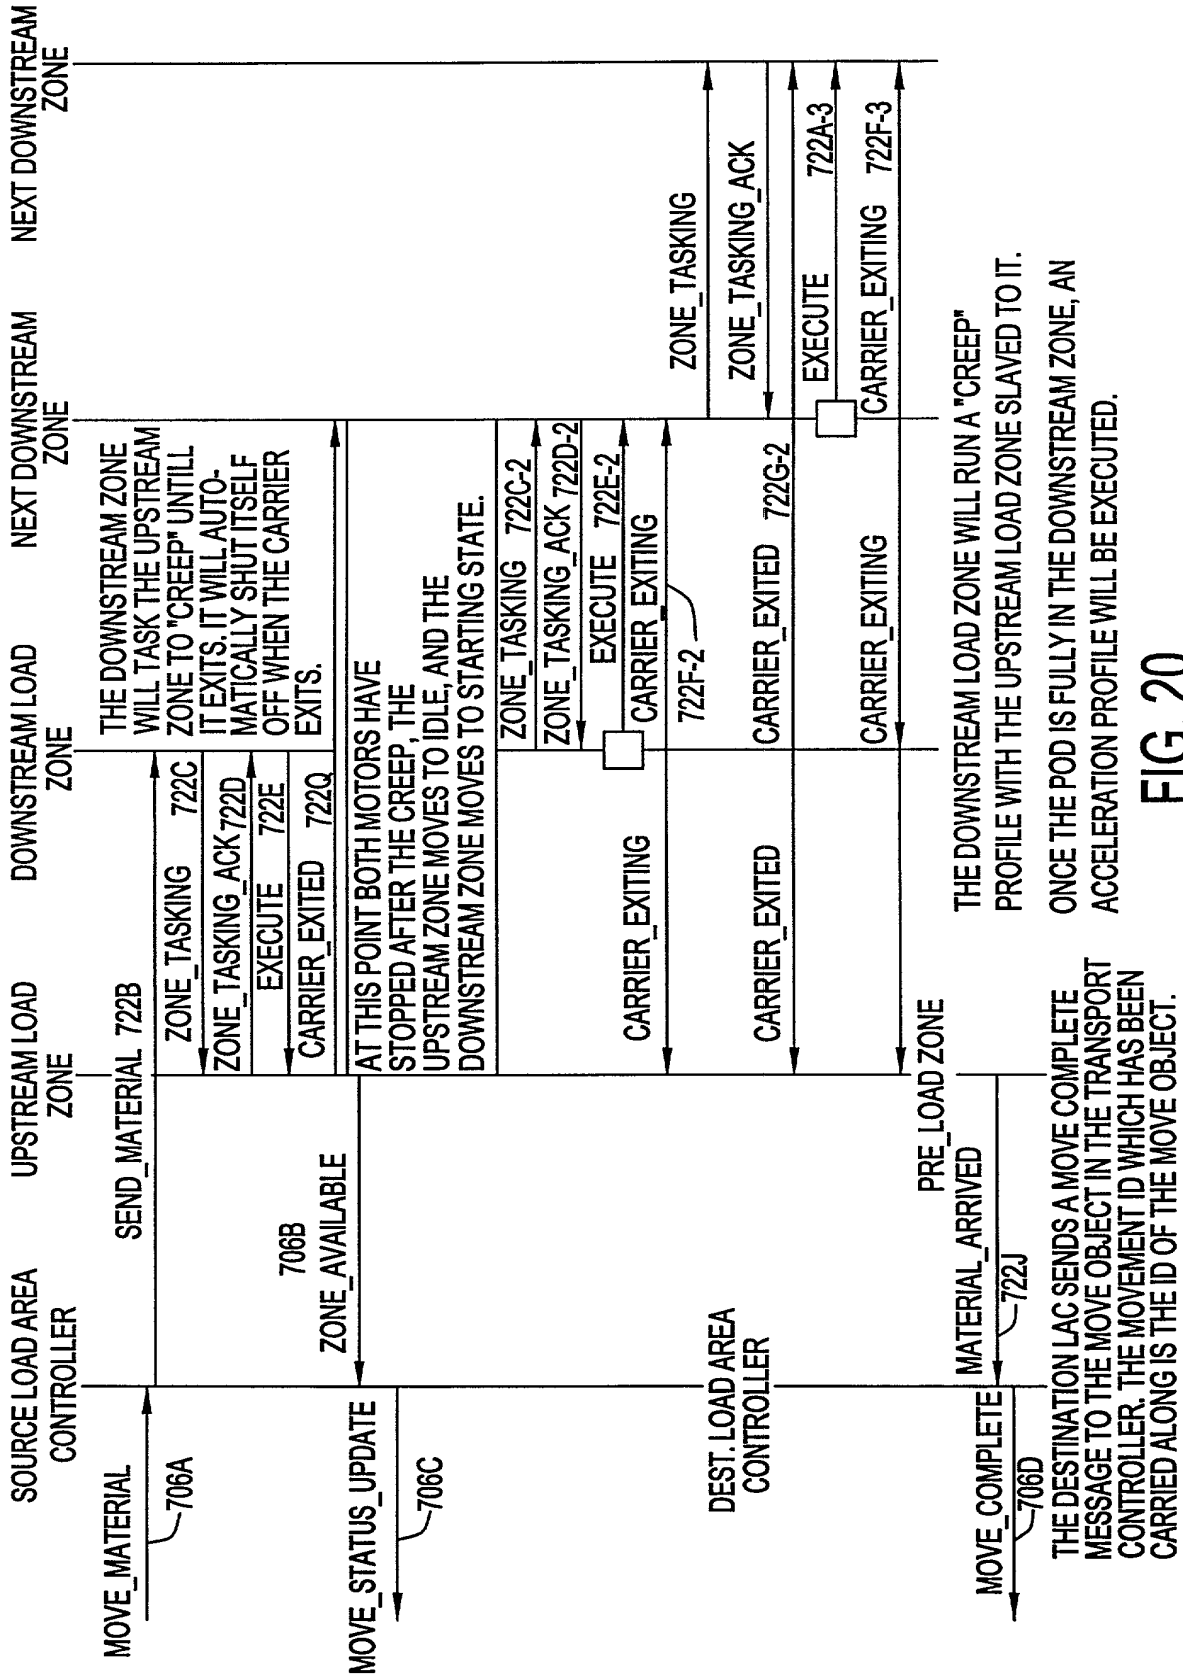 SOURCE LOAD AREA
CONTROLLER
UPSTREAM LOAD
ZONE
DOWNSTREAM LOAD
ZONE
NEXT DOWNSTREAM
ZONE
NEXT DOWNSTREAM
ZONE
MOVE_MATERIAL
706A
SEND_MATERIAL 722B
ZONE_TASKING 722C
ZONE_TASKING_ACK 722D
EXECUTE 722E
CARRIER_EXITED 722Q
THE DOWNSTREAM ZONE
WILL TASK THE UPSTREAM
ZONE TO "CREEP" UNTILL
IT EXITS. IT WILL AUTO-
MATICALLY SHUT ITSELF
OFF WHEN THE CARRIER
EXITS.
706B
ZONE_AVAILABLE
MOVE_STATUS_UPDATE
706C
AT THIS POINT BOTH MOTORS HAVE
STOPPED AFTER THE CREEP, THE
UPSTREAM ZONE MOVES TO IDLE, AND THE
DOWNSTREAM ZONE MOVES TO STARTING STATE.
ZONE_TASKING 722C-2
ZONE_TASKING_ACK 722D-2
EXECUTE 722E-2
CARRIER_EXITING
CARRIER_EXITING
722F-2
ZONE_TASKING
ZONE_TASKING_ACK
CARRIER_EXITED
CARRIER_EXITED 722G-2
EXECUTE 722A-3
CARRIER_EXITING
CARRIER_EXITING 722F-3
DEST. LOAD AREA
CONTROLLER
PRE_LOAD ZONE
MATERIAL_ARRIVED
722J
MOVE_COMPLETE
706D
THE DESTINATION LAC SENDS A MOVE COMPLETE
MESSAGE TO THE MOVE OBJECT IN THE TRANSPORT
CONTROLLER. THE MOVEMENT ID WHICH HAS BEEN
CARRIED ALONG IS THE ID OF THE MOVE OBJECT.
THE DOWNSTREAM LOAD ZONE WILL RUN A "CREEP"
PROFILE WITH THE UPSTREAM LOAD ZONE SLAVED TO IT.
ONCE THE POD IS FULLY IN THE DOWNSTREAM ZONE, AN
ACCELERATION PROFILE WILL BE EXECUTED.
FIG. 20